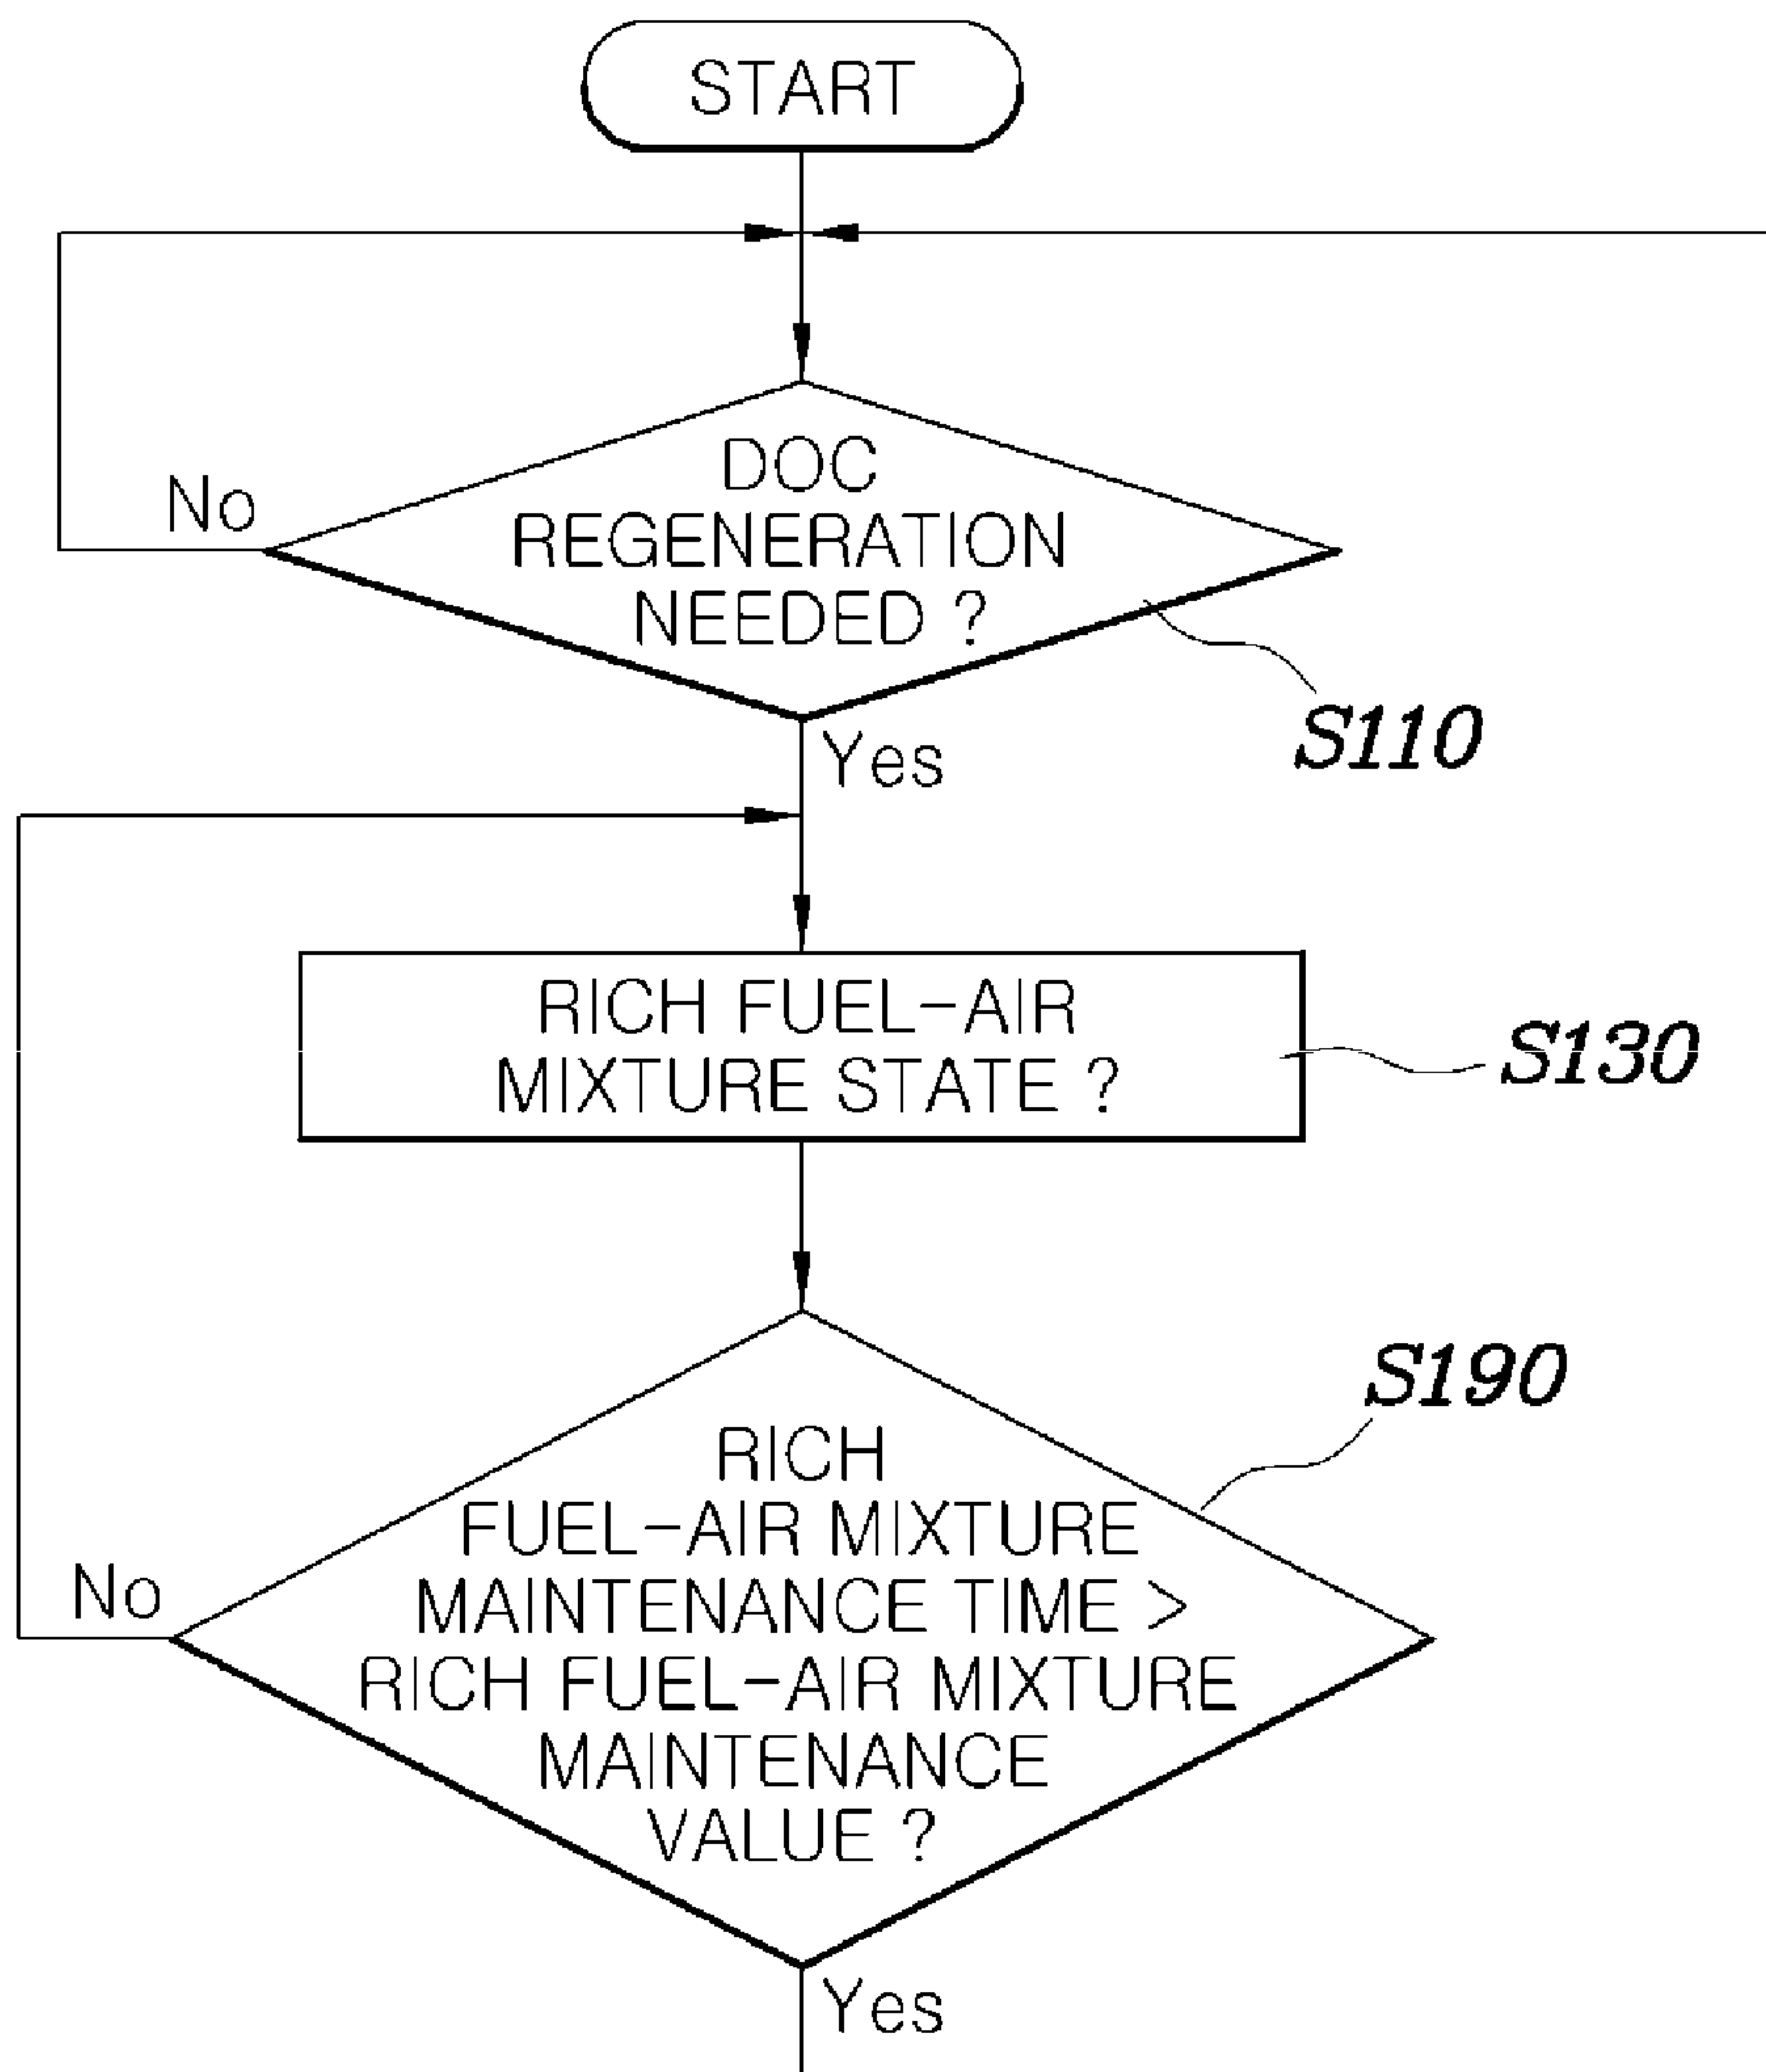 START
DOC
REGENERATION
NEEDED ?
No
Yes
S110
RICH FUEL-AIR
MIXTURE STATE ?
S130
S190
RICH
FUEL-AIR MIXTURE
MAINTENANCE TIME >
RICH FUEL-AIR MIXTURE
MAINTENANCE
VALUE ?
No
Yes